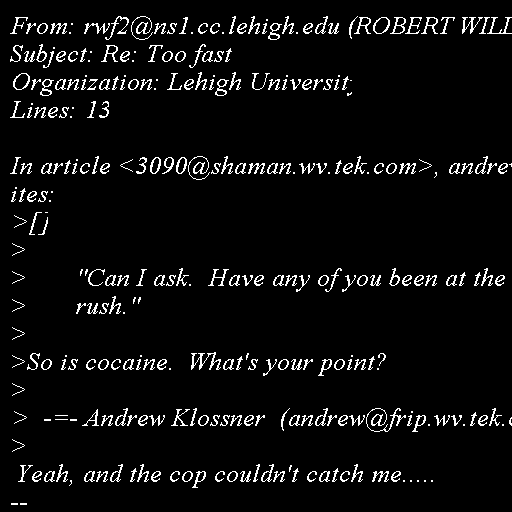 From: rwf2@ns1.cc.lehigh.edu (ROBERT WILL
Subject: Re: Too fast
Organization: Lehigh University
Lines: 13

In article <3090@shaman.wv.tek.com>, andrew
ites:
>[]
>
>       "Can I ask.  Have any of you been at the
>       rush."
>
>So is cocaine.  What's your point?
>
>  -=- Andrew Klossner  (andrew@frip.wv.tek.c
>
 Yeah, and the cop couldn't catch me.....
--